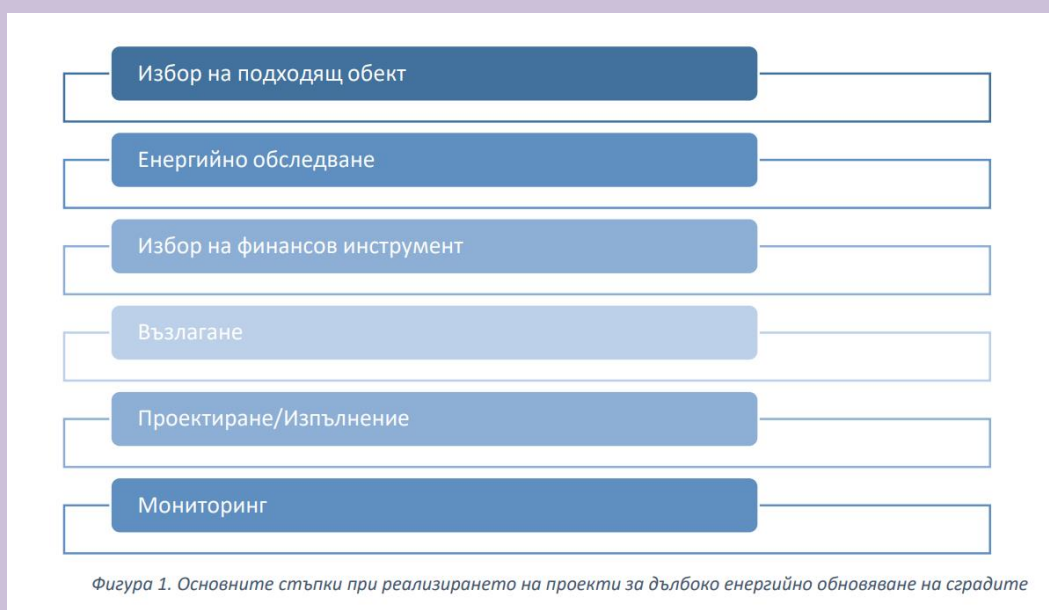 Избор на подходящ обект
Енергийно обследване
Избор на финансов инструмент
Възлагане
Проектиране/Изпълнение
Мониторинг
Фигура 1. Основните стъпки при реализирането на проекти за дълбоко енергийно обновяване на сградите